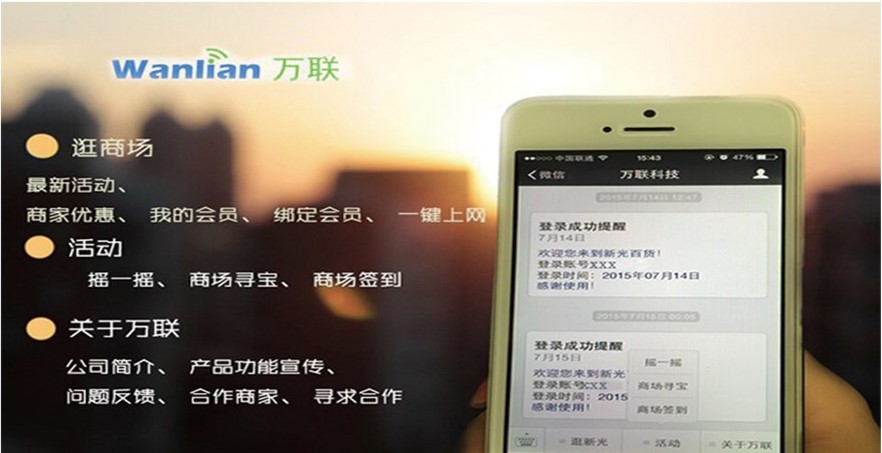 Wanlian 万联
逛商场
最新活动、
商家优惠、 我的会员、 绑定会员、 一键上网
活动
摇一摇、 商场寻宝、 商场签到
关于万联
公司简介、 产品功能宣传、
问题反馈、 合作商家、 寻求合作
中国联通 15:43 47%
微信 万联科技
2015年7月14日 12:47
登录成功提醒
7月14日
欢迎您来到新光百货!
登录账号XXX
登录时间:2015年07月14日
感谢使用!
2015年7月15日 00:05
登录成功提醒
7月15日
欢迎您来到新光
登录账号CXX
登录时间:2015
感谢使用!
摇一摇
商场寻宝
商场签到
逛新光 活动 关于万联